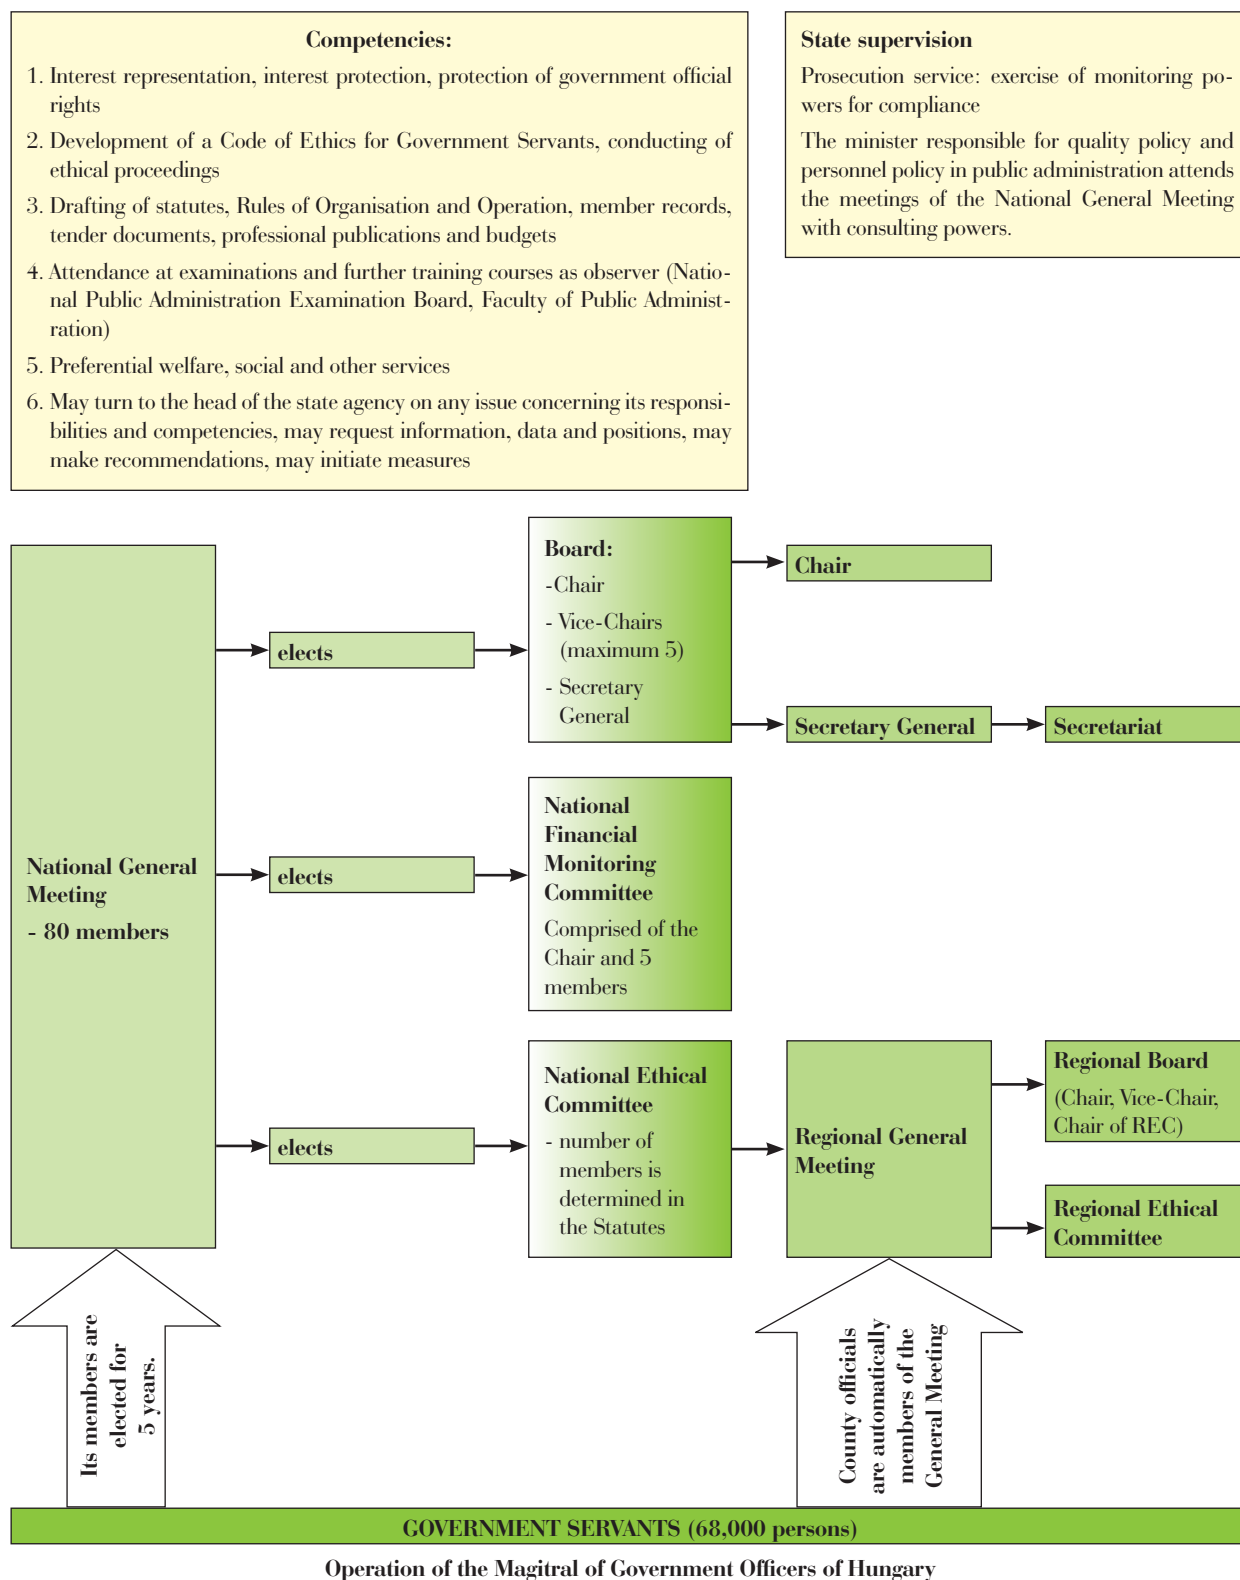 Competencies:
1. Interest representation, interest protection, protection of government official
rights
2. Development of a Code of Ethics for Government Servants, conducting of
ethical proceedings
3. Drafting of statutes, Rules of Organisation and Operation, member records,
tender documents, professional publications and budgets
4. Attendance at examinations and further training courses as observer (Natio-
nal Public Administration Examination Board, Faculty of Public Administ-
ration)
5. Preferential welfare, social and other services
6. May turn to the head of the state agency on any issue concerning its responsi-
bilities and competencies, may request information, data and positions, may
make recommendations, may initiate measures
State supervision
Prosecution service: exercise of monitoring po-
wers for compliance
The minister responsible for quality policy and
personnel policy in public administration attends
the meetings of the National General Meeting
with consulting powers.
National General
Meeting
- 80 members
elects
Board:
-Chair
- Vice-Chairs
(maximum 5)
- Secretary
General
Chair
Secretary General
Secretariat
elects
National
Financial
Monitoring
Committee
Comprised of the
Chair and 5
members
elects
National Ethical
Committee
- number of
members is
determined in
the Statutes
Regional General
Meeting
Regional Board
(Chair, Vice-Chair,
Chair of REC)
Regional Ethical
Committee
Its members are
elected for
5 years.
County officials
are automatically
members of the
General Meeting
GOVERNMENT SERVANTS (68,000 persons)
Operation of the Magitral of Government Officers of Hungary